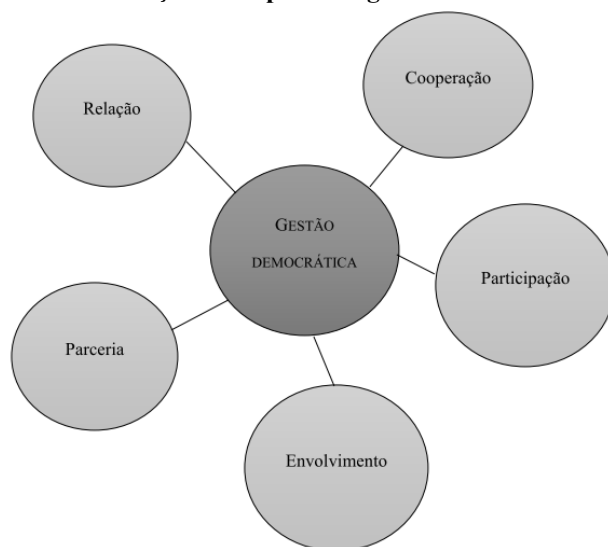 Cooperação
Relação
GESTÃO
DEMOCRÁTICA
Participação
Parceria
Envolvimento